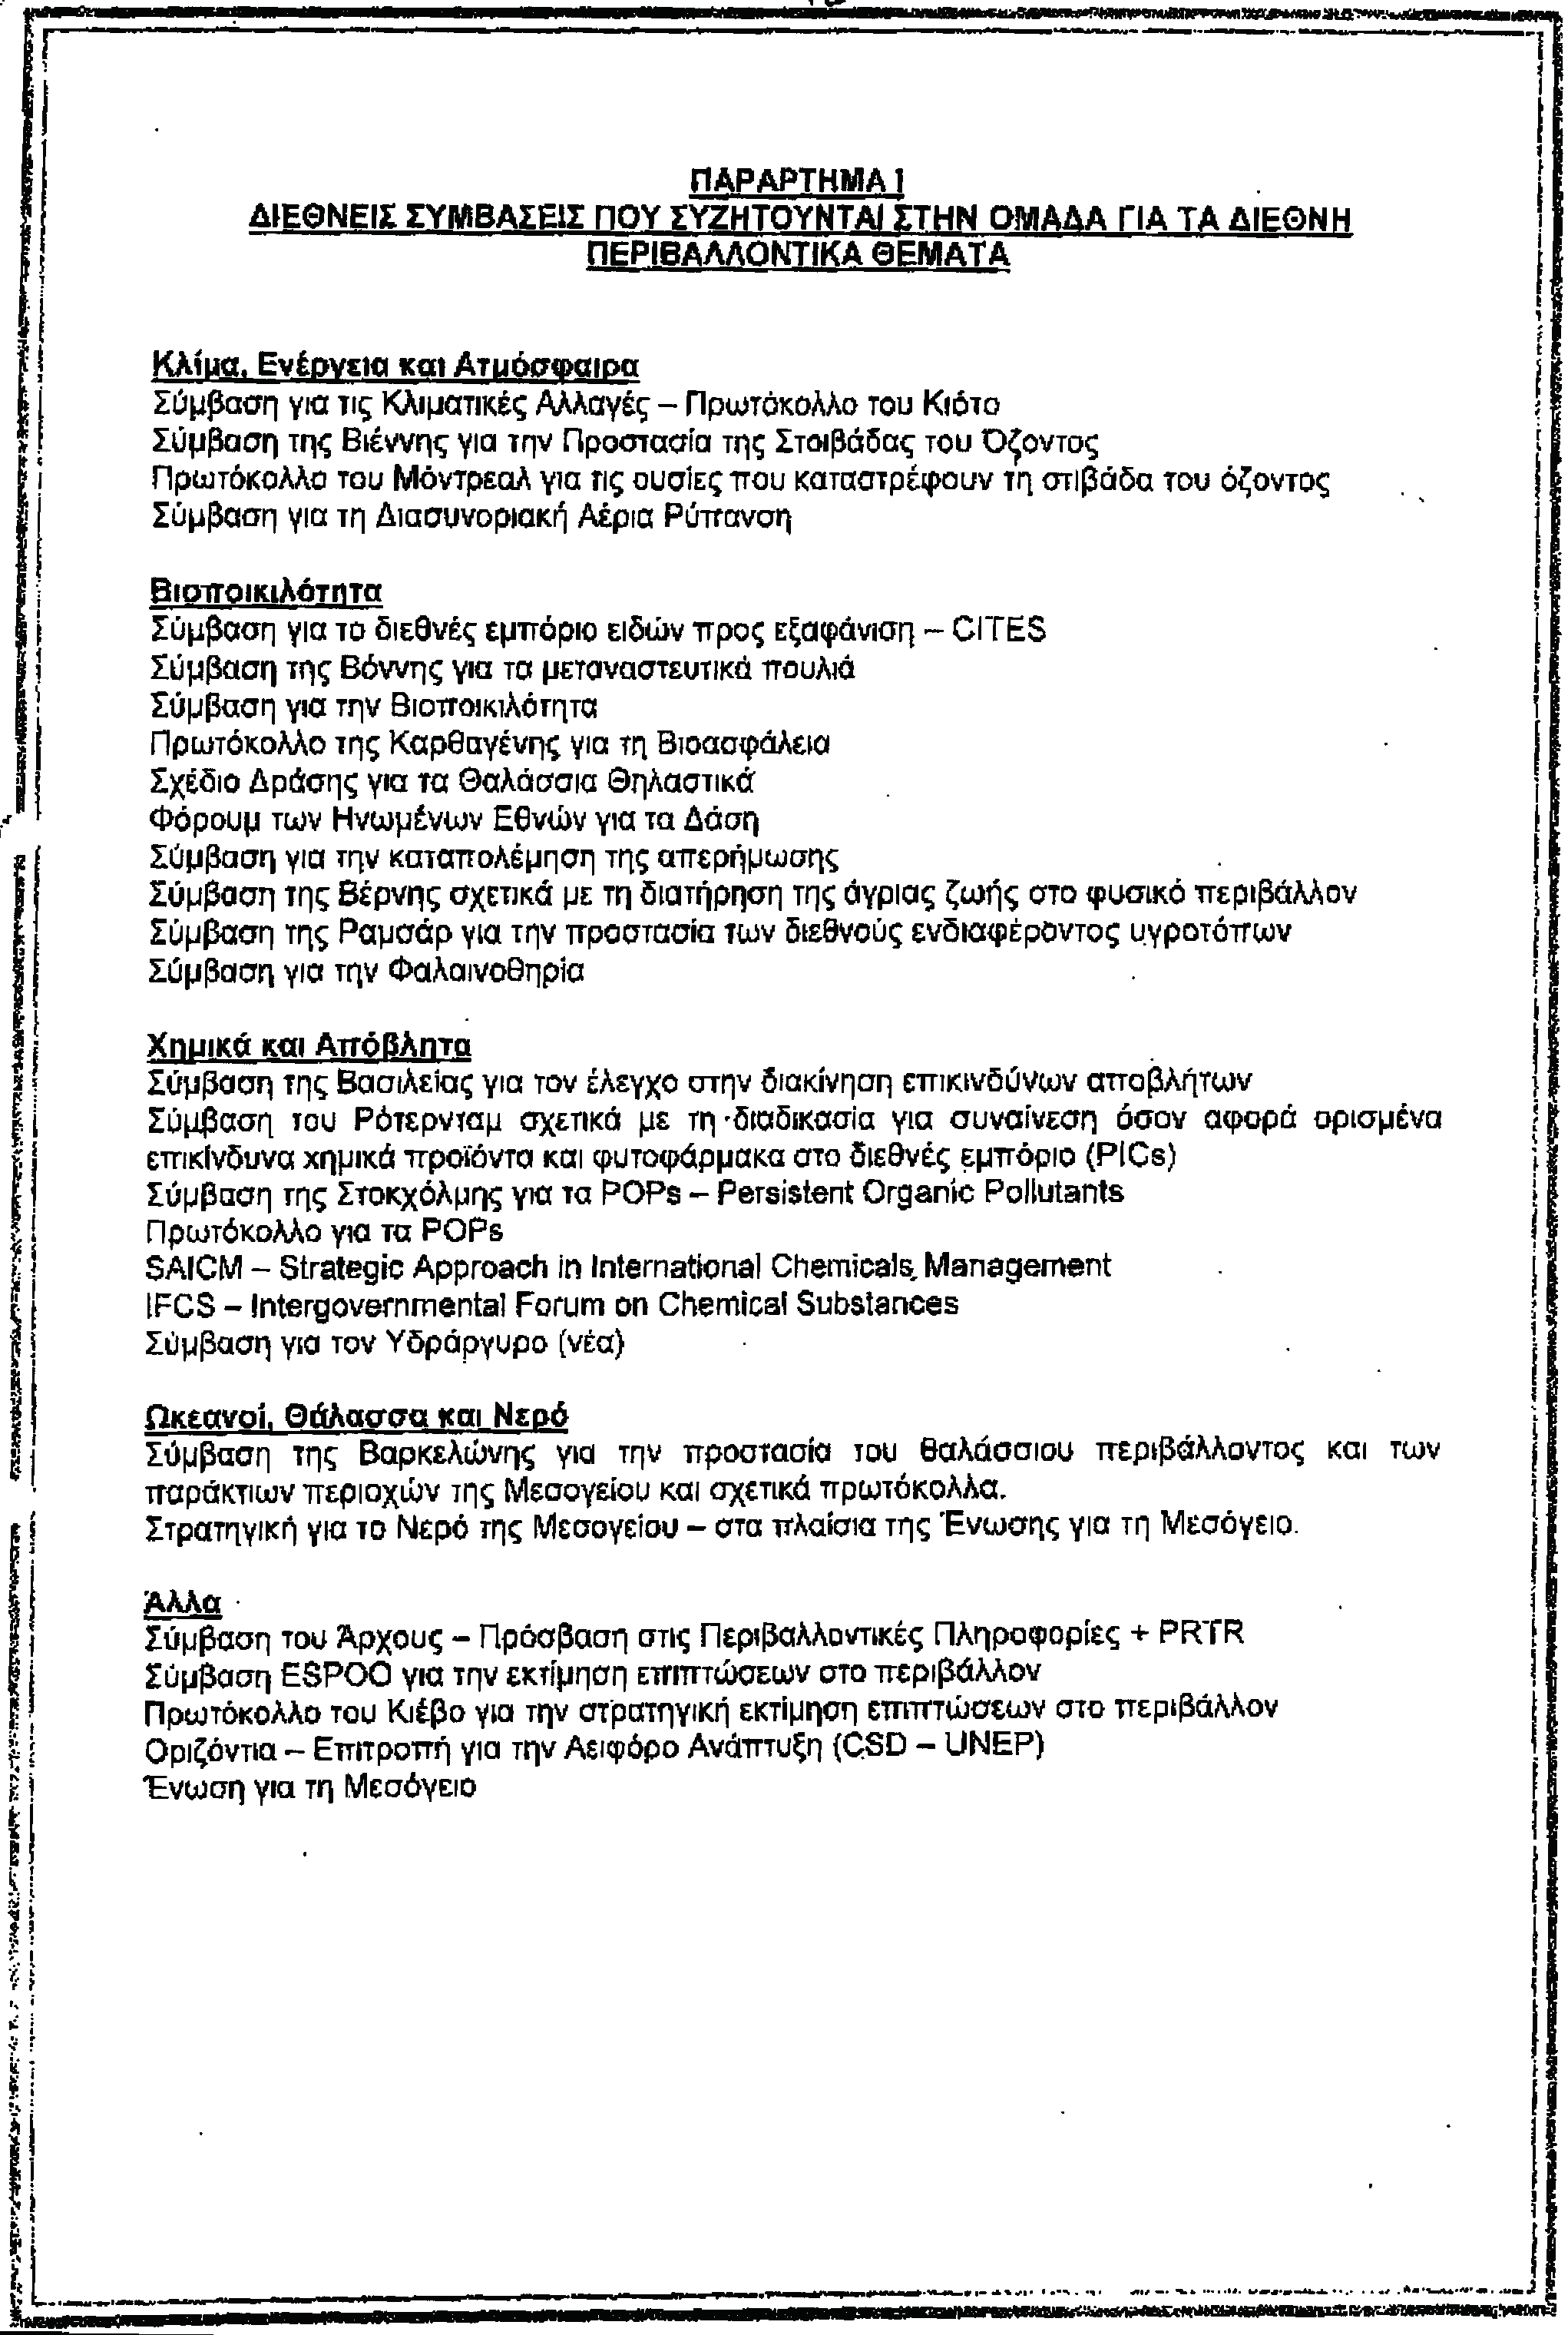 ΠΑΡΑΡΤΗΜΑ Ι
ΔΙΕΘΝΕΙΣ ΣΥΜΒΑΣΕΙΣ ΠΟΥ ΣΥΖΗΤΟΥΝΤΑΙ ΣΤΗΝ ΟΜΑΔΑ ΓΙΑ ΤΑ ΔΙΕΘΝΗ
ΠΕΡΙΒΑΛΛΟΝΤΙΚΑ ΘΕΜΑΤΑ
Κλίμα, Ενέργεια και Ατμόσφαιρα
Σύμβαση για τις Κλιματικές Αλλαγές – Πρωτόκολλο του Κιότο
Σύμβαση της Βιέννης για την Προστασία της Στοιβάδας του Όζοντος
Πρωτόκολλο του Μόντρεαλ για τις ουσίες που καταστρέφουν τη στιβάδα του όζοντος
Σύμβαση για τη Διασυνοριακή Αέρια Ρύπανση
Βιοποικιλότητα
Σύμβαση για το διεθνές εμπόριο ειδών προς εξαφάνιση – CITES
Σύμβαση της Βόννης για τα μεταναστευτικά πουλιά
Σύμβαση για την Βιοποικιλότητα
Πρωτόκολλο της Καρθαγένης για τη Βιοασφάλεια
Σχέδιο Δράσης για τα Θαλάσσια Θηλαστικά
Φόρουμ των Ηνωμένων Εθνών για τα Δάση
Σύμβαση για την καταπολέμηση της απερήμωσης
Σύμβαση της Βέρνης σχετικά με τη διατήρηση της άγριας ζωής στο φυσικό περιβάλλον
Σύμβαση της Ραμσάρ για την προστασία των διεθνούς ενδιαφέροντος υγροτόπων
Σύμβαση για την Φαλαινοθηρία
Χημικά και Απόβλητα
Σύμβαση της Βασιλείας για τον έλεγχο στην διακίνηση επικινδύνων αποβλήτων
Σύμβαση του Ρότερνταμ σχετικά με τη διαδικασία για συναίνεση όσον αφορά ορισμένα
επικίνδυνα χημικά προϊόντα και φυτοφάρμακα στο διεθνές εμπόριο (PICs)
Σύμβαση της Στοκχόλμης για τα POPs – Persistent Organic Pollutants
Πρωτόκολλο για τα POPs
SAICM – Strategic Approach in International Chemicals Management
IFCS – Intergovernmental Forum on Chemical Substances
Σύμβαση για τον Υδράργυρο (νέα)
Ωκεανοί, Θάλασσα και Νερό
Σύμβαση της Βαρκελώνης για την προστασία του θαλάσσιου περιβάλλοντος και των
παράκτιων περιοχών της Μεσογείου και σχετικά πρωτόκολλα.
Στρατηγική για το Νερό της Μεσογείου – στα πλαίσια της Ένωσης για τη Μεσόγειο.
Άλλα
Σύμβαση του Άρχους – Πρόσβαση στις Περιβαλλοντικές Πληροφορίες + PRTR
Σύμβαση ESPOO για την εκτίμηση επιπτώσεων στο περιβάλλον
Πρωτόκολλο του Κιέβο για την στρατηγική εκτίμηση επιπτώσεων στο περιβάλλον
Οριζόντια – Επιτροπή για την Αειφόρο Ανάπτυξη (CSD – UNEP)
Ένωση για τη Μεσόγειο